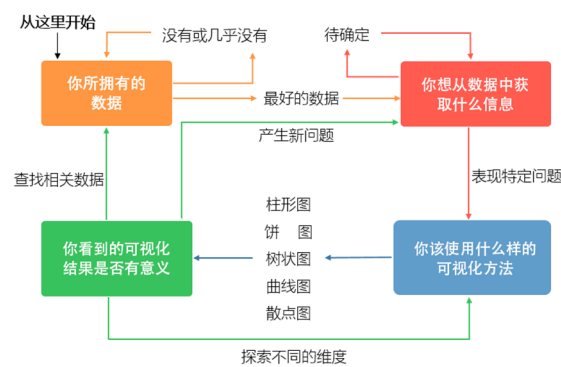 从这里开始
没有或几乎没有
待确定
你所拥有的
数据
最好的数据
你想从数据中获
取什么信息
产生新问题
查找相关数据
表现特定问题
柱形图
饼 图
树状图
曲线图
散点图
你看到的可视化
结果是否有意义
你该使用什么样的
可视化方法
探索不同的维度